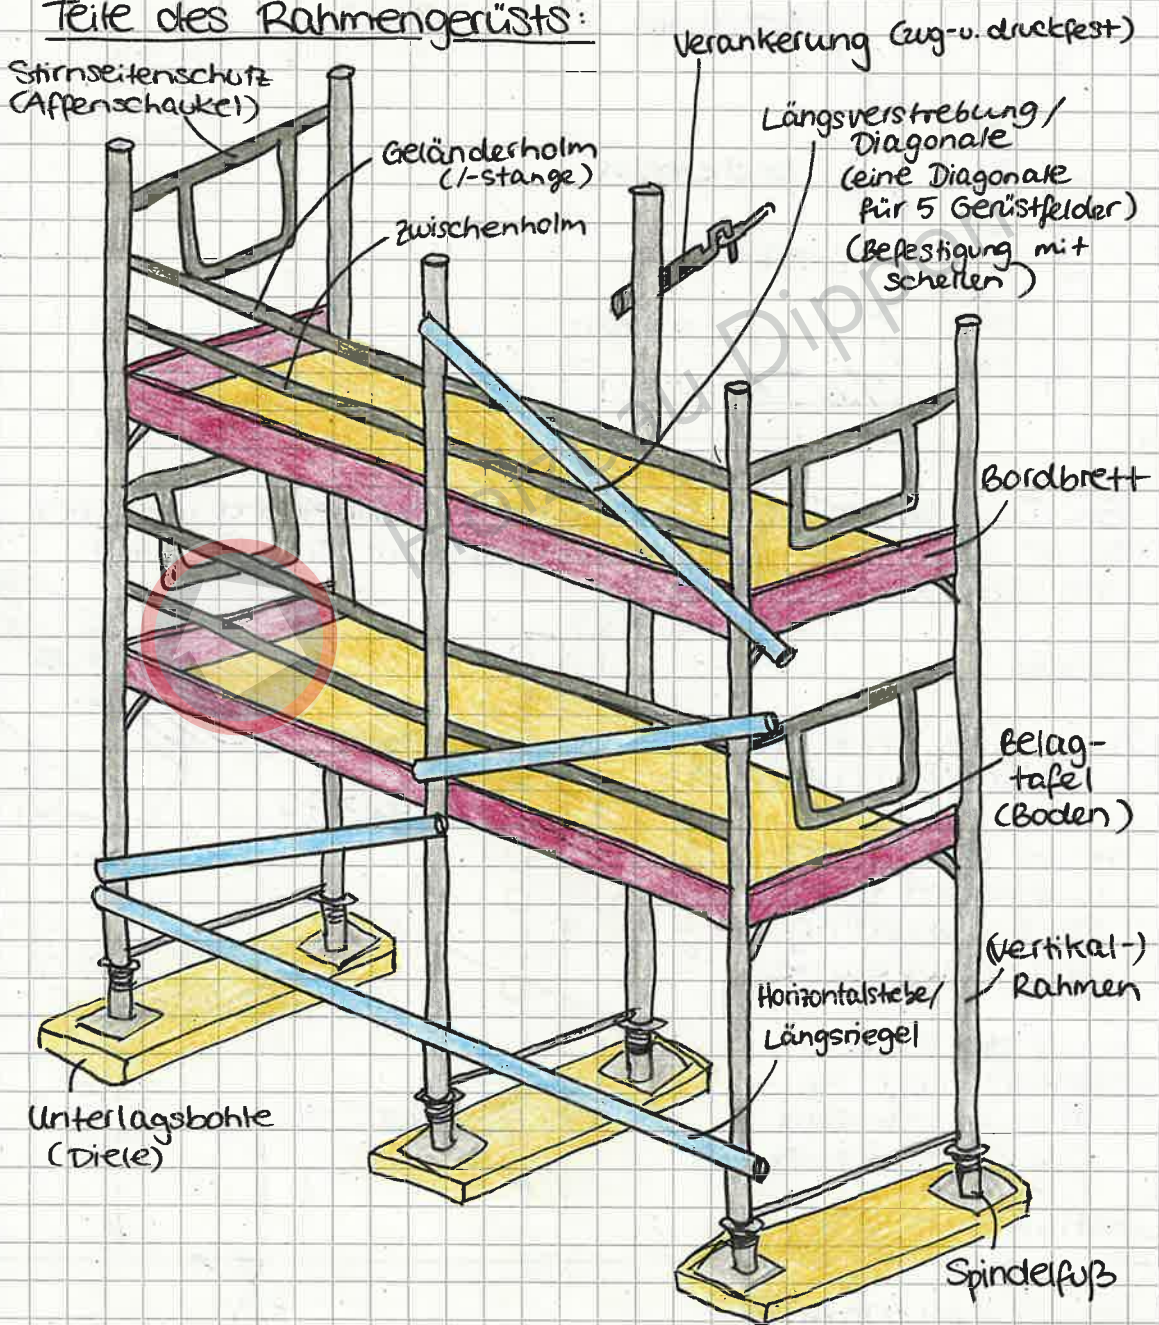 Teile des Rahmengerüsts:
Verankerung (zug-u. druckfest)
Stirnseitenschutz
(Affenschaukel)
Längsverstrebung/
Diagonale
(eine Diagonale
für 5 Gerüstfelder)
(Befestigung mit
schellen)
Geländerholm
(/-stange)
Zwischenholm
Bordbrett
Belag-
tafel
(Boden)
(Vertikal-)
Rahmen
Horizontalstrebe/
Längsriegel
Unterlagsbohle
(Diele)
Spindelfuß